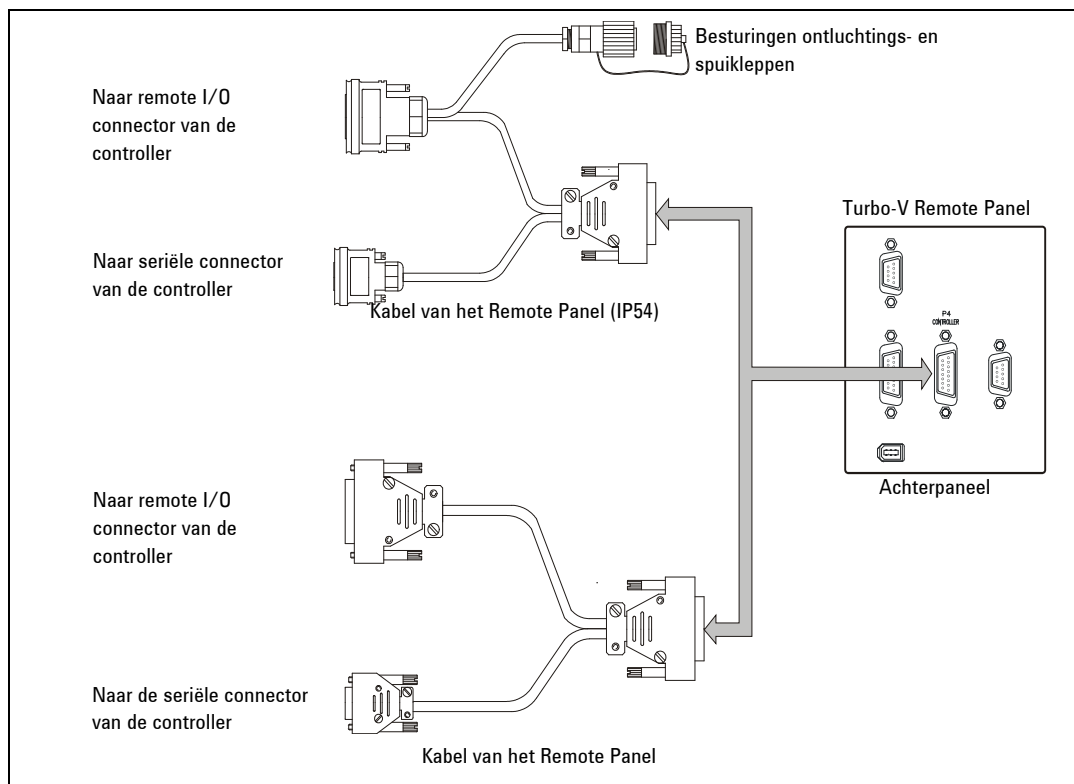 Besturingen ontluchtings- en
spuikleppen
Naar remote I/O
connector van de
controller
Turbo-V Remote Panel
Naar seriële connector
van de controller
Kabel van het Remote Panel (IP54)
P4
CONTROLLER
Naar remote I/O
connector van de
controller
Achterpaneel
Naar de seriële connector
van de controller
Kabel van het Remote Panel